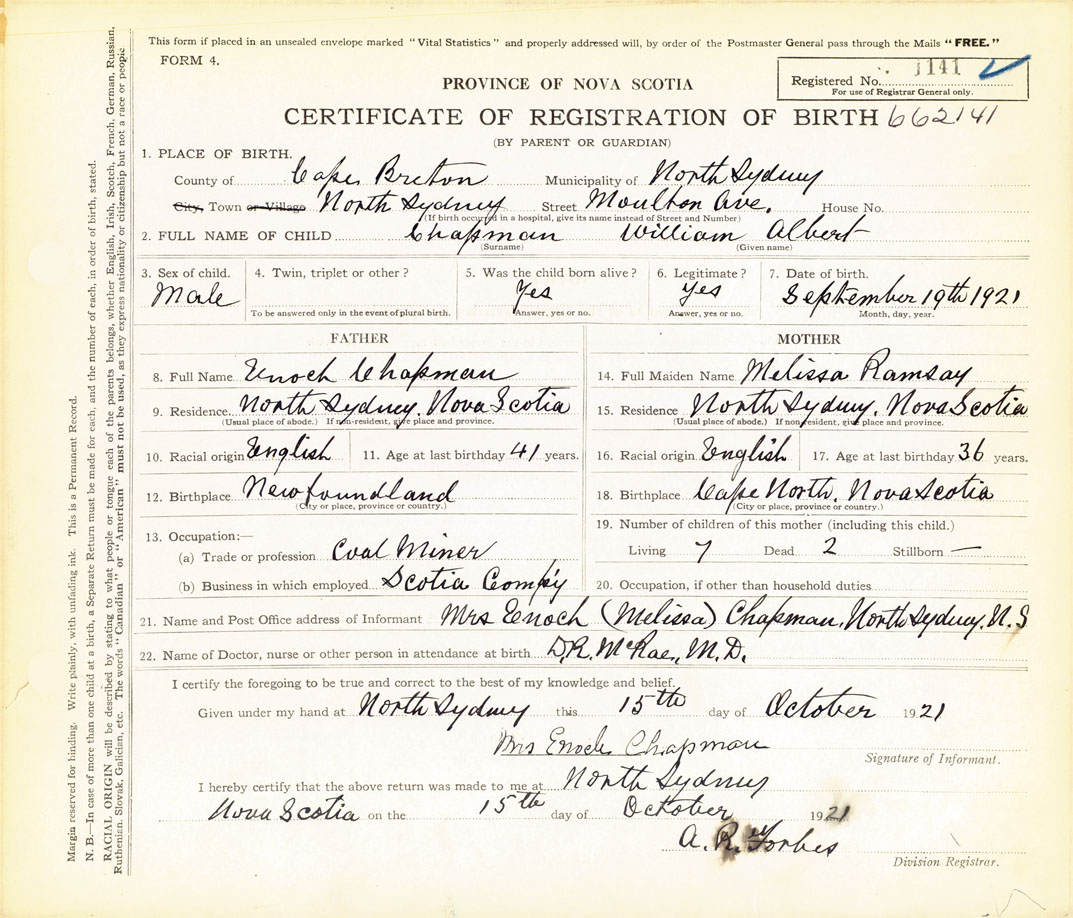 This form if placed in an unsealed envelope marked "Vital Statistics" and properly addressed will, by order of the Postmaster General pass through the Mails "FREE."
FORM 4.
Registered No. 1141
For use of Registrar General only.
PROVINCE OF NOVA SCOTIA
CERTIFICATE OF REGISTRATION OF BIRTH 662141
(BY PARENT OR GUARDIAN)
1. PLACE OF BIRTH.
County of Cape Breton Municipality of North Sydney
City, Town or Village North Sydney Street Moulton Ave. House No.
(If birth occurred in a hospital, give its name instead of Street and Number)
2. FULL NAME OF CHILD Chapman William Albert
(Surname) (Given name)
3. Sex of child. 4. Twin, triplet or other? 5. Was the child born alive? 6. Legitimate? 7. Date of birth.
Male Yes Yes September 19th 1921
To be answered only in the event of plural birth. Answer, yes or no. Answer, yes or no. Month, day, year.
FATHER MOTHER
8. Full Name Enoch Chapman 14. Full Maiden Name Melissa Ramsay
9. Residence North Sydney, Nova Scotia 15. Residence North Sydney, Nova Scotia
(Usual place of abode.) If non-resident, give place and province. (Usual place of abode.) If non-resident, give place and province.
10. Racial origin English 11. Age at last birthday 41 years. 16. Racial origin English 17. Age at last birthday 36 years.
12. Birthplace Newfoundland 18. Birthplace Cape North, Nova Scotia
(City or place, province or country.) (City or place, province or country.)
13. Occupation:— 19. Number of children of this mother (including this child.)
(a) Trade or profession Coal Miner Living 7 Dead 2 Stillborn —
(b) Business in which employed Scotia Comp'y 20. Occupation, if other than household duties
21. Name and Post Office address of Informant Mrs Enoch (Melissa) Chapman, North Sydney, N.S
22. Name of Doctor, nurse or other person in attendance at birth D.R. McRae, M.D.
I certify the foregoing to be true and correct to the best of my knowledge and belief.
Given under my hand at North Sydney this 15th day of October 1921
Mrs Enoch Chapman
Signature of Informant.
I hereby certify that the above return was made to me at North Sydney
Nova Scotia on the 15th day of October 1921
A. R. Forbes
Division Registrar.
Margin reserved for binding. Write plainly, with unfading ink. This is a Permanent Record.
N. B.—In case of more than one child at a birth, a Separate Return must be made for each, and the number of each, in order of birth, stated.
RACIAL ORIGIN will be described by stating to what people or tongue each of the parents belongs, whether English, Irish, Scotch, French, German, Russian,
Ruthenian, Slovak, Galician, etc. The words "Canadian" or "American" must not be used, as they express nationality or citizenship but not a race or people.